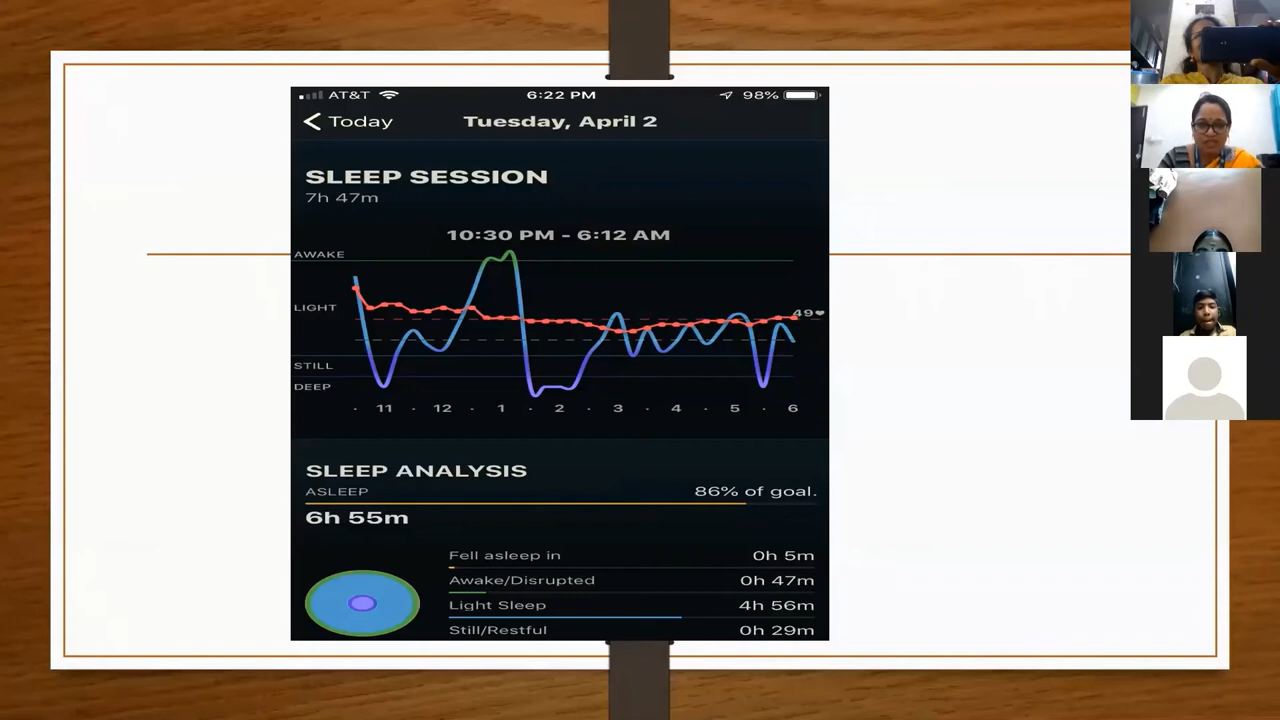 AT&T 6:22 PM 98%
Today Tuesday, April 2
SLEEP SESSION
7h 47m
10:30 PM - 6:12 AM
AWAKE
LIGHT
49
STILL
DEEP
· 11 · 12 · 1 · 2 · 3 · 4 · 5 · 6
SLEEP ANALYSIS
ASLEEP 86% of goal.
6h 55m
Fell asleep in 0h 5m
Awake/Disrupted 0h 47m
Light Sleep 4h 56m
Still/Restful 0h 29m